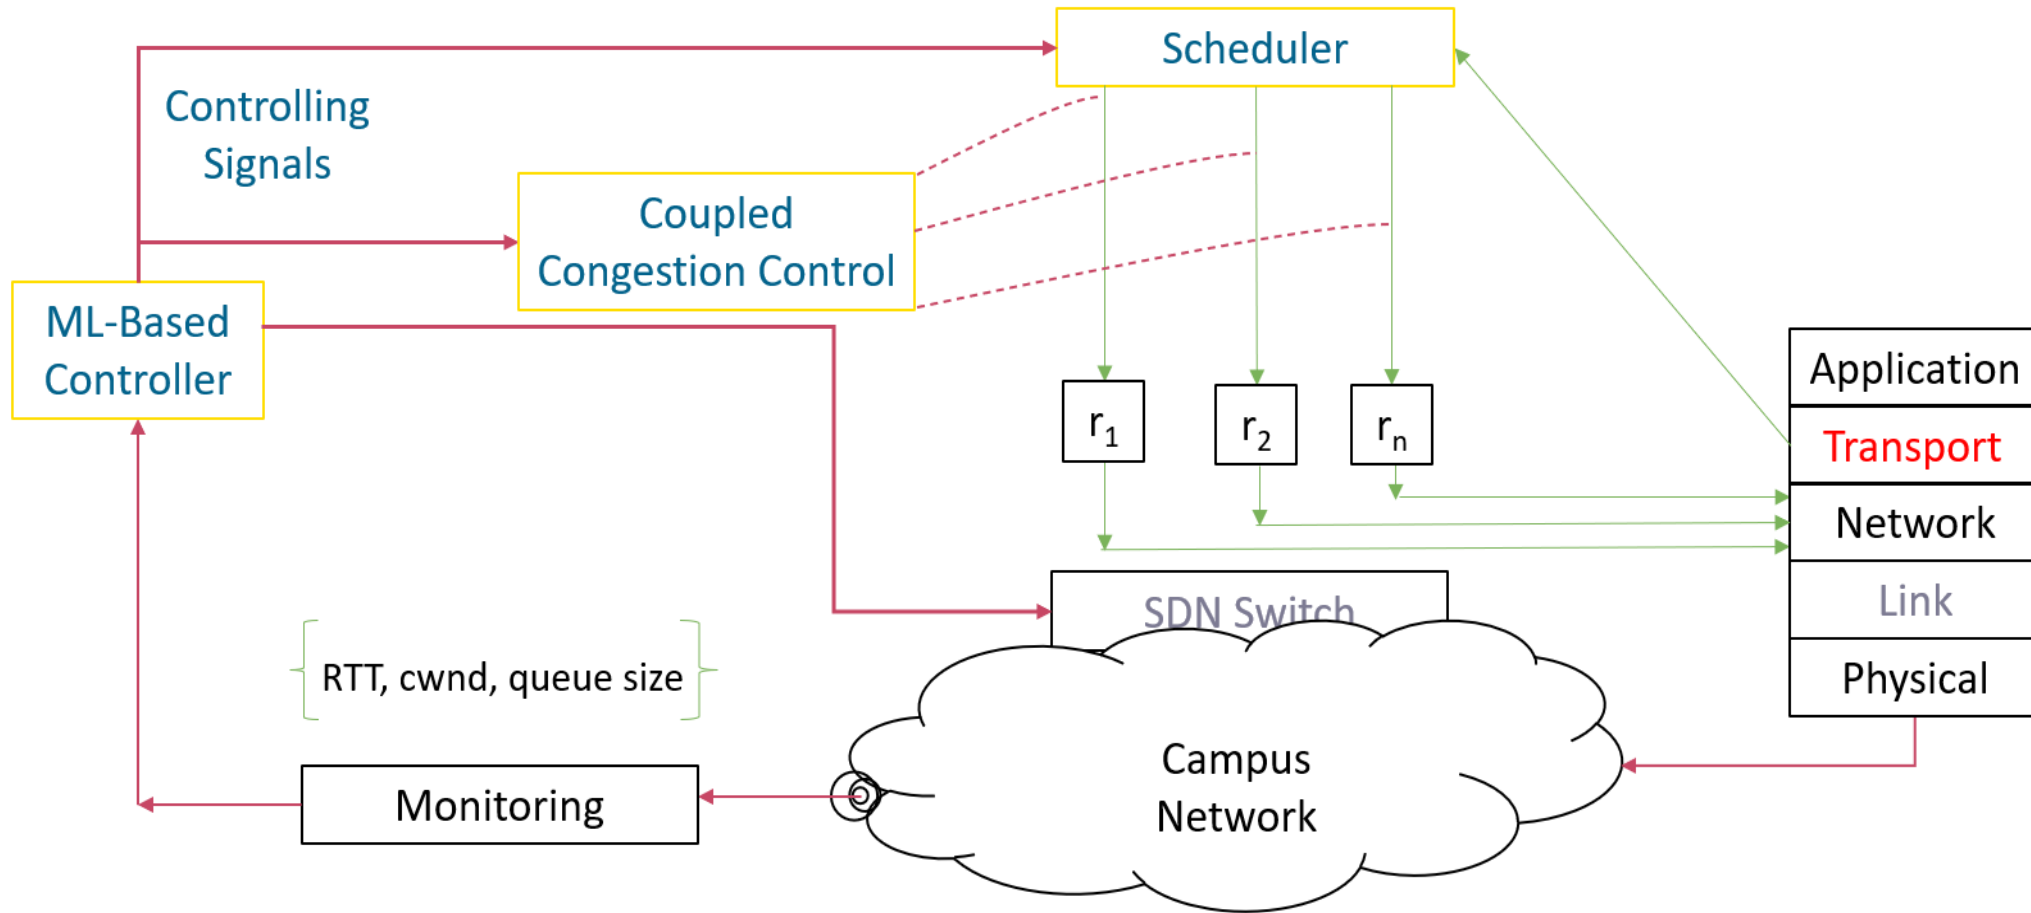 Scheduler
Controlling
Signals
Coupled
Congestion Control
ML-Based
Controller
Application
r1
r2
rn
Transport
Network
Link
SDN Switch
Physical
RTT, cwnd, queue size
Campus
Network
Monitoring